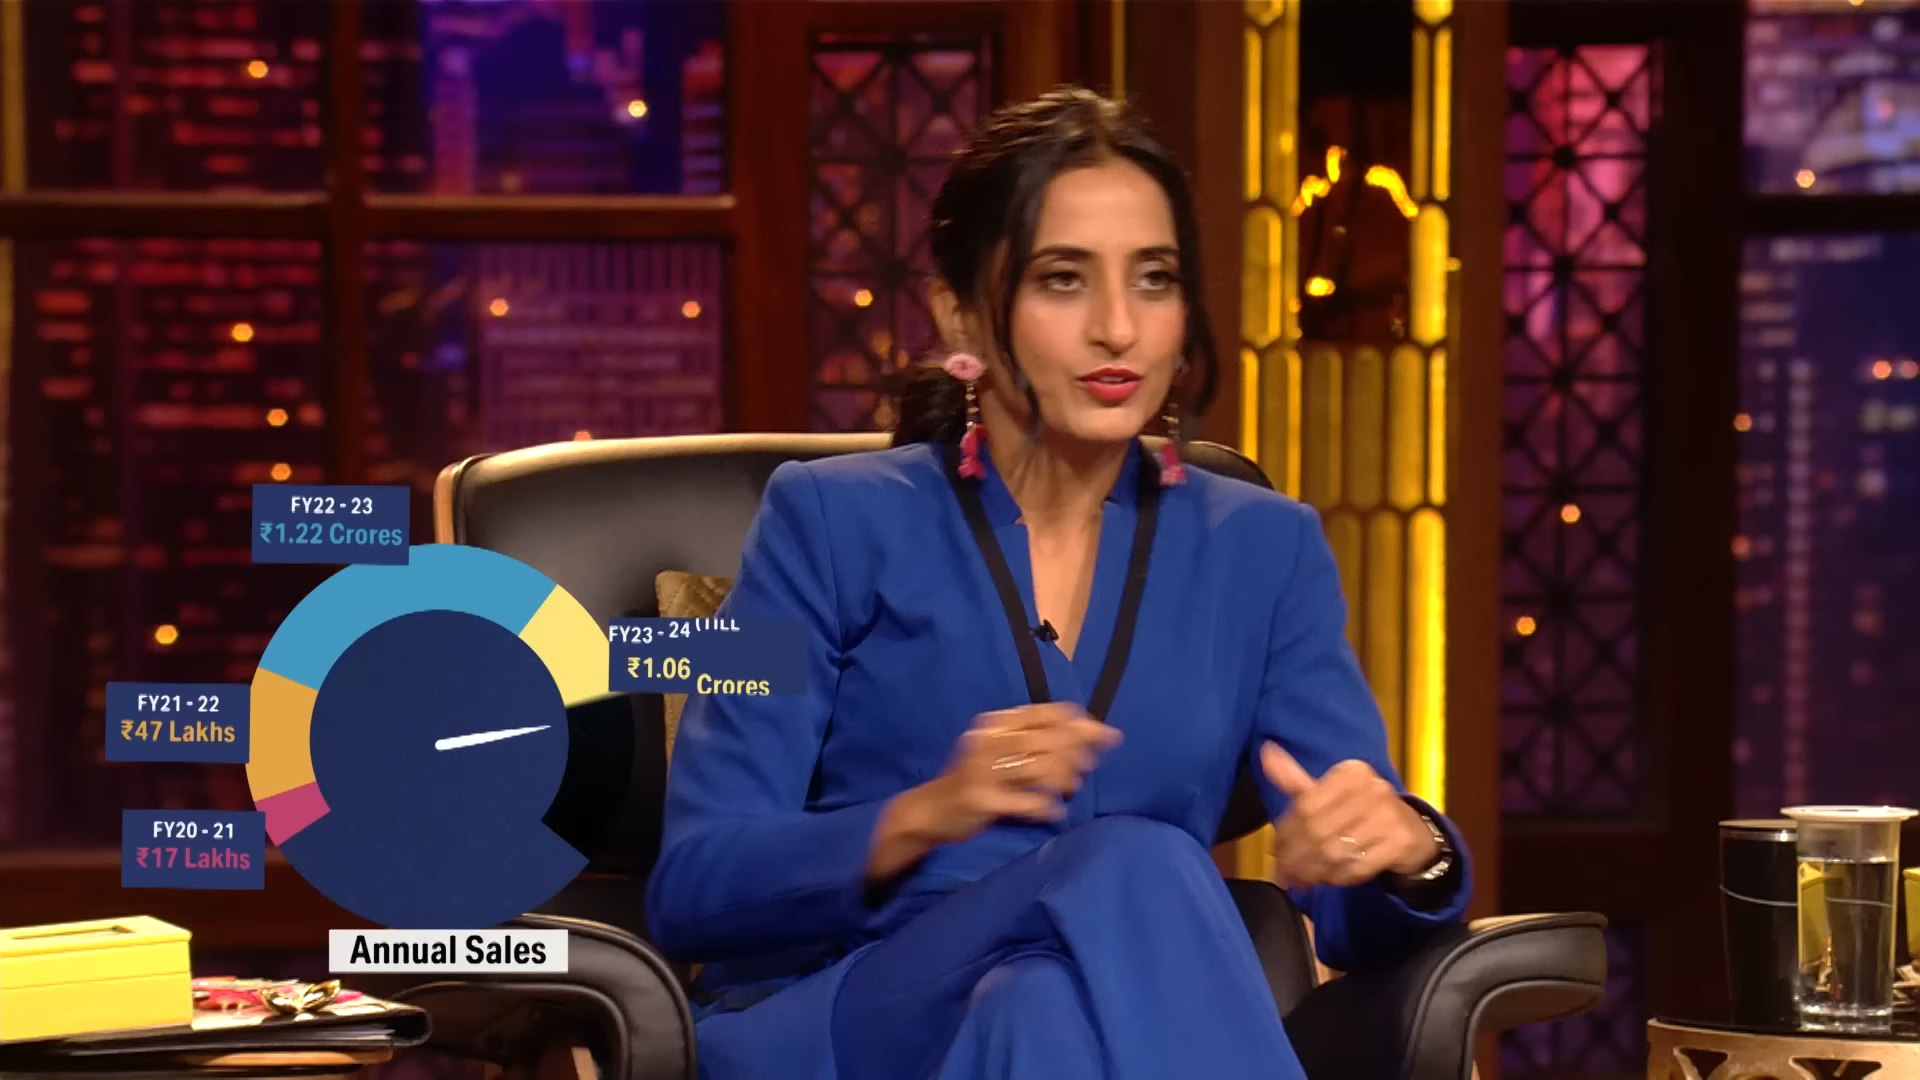 FY22 - 23
₹1.22 Crores
FY23 - 24 (TILL
₹1.06 Crores
FY21 - 22
₹47 Lakhs
FY20 - 21
₹17 Lakhs
Annual Sales